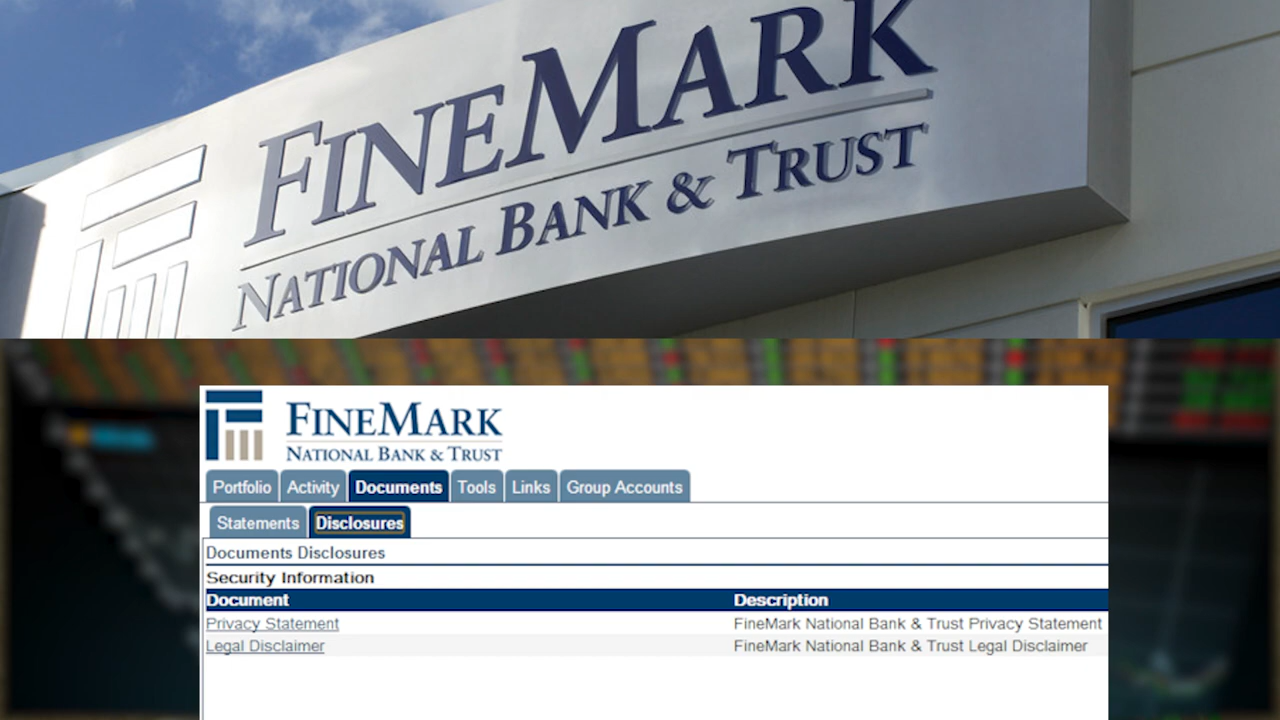 FINEMARK
NATIONAL BANK & TRUST
FINEMARK
NATIONAL BANK & TRUST
Portfolio Activity Documents Tools Links Group Accounts
Statements Disclosures
Documents Disclosures
Security Information
Document Description
Privacy Statement FineMark National Bank & Trust Privacy Statement
Legal Disclaimer FineMark National Bank & Trust Legal Disclaimer